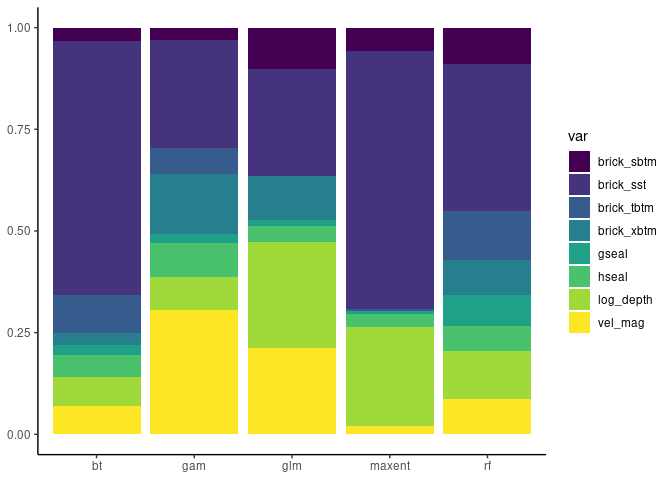 1.00
0.75
0.50
0.25
0.00
bt gam glm maxent rf
var
brick_sbtm
brick_sst
brick_tbtm
brick_xbtm
gseal
hseal
log_depth
vel_mag